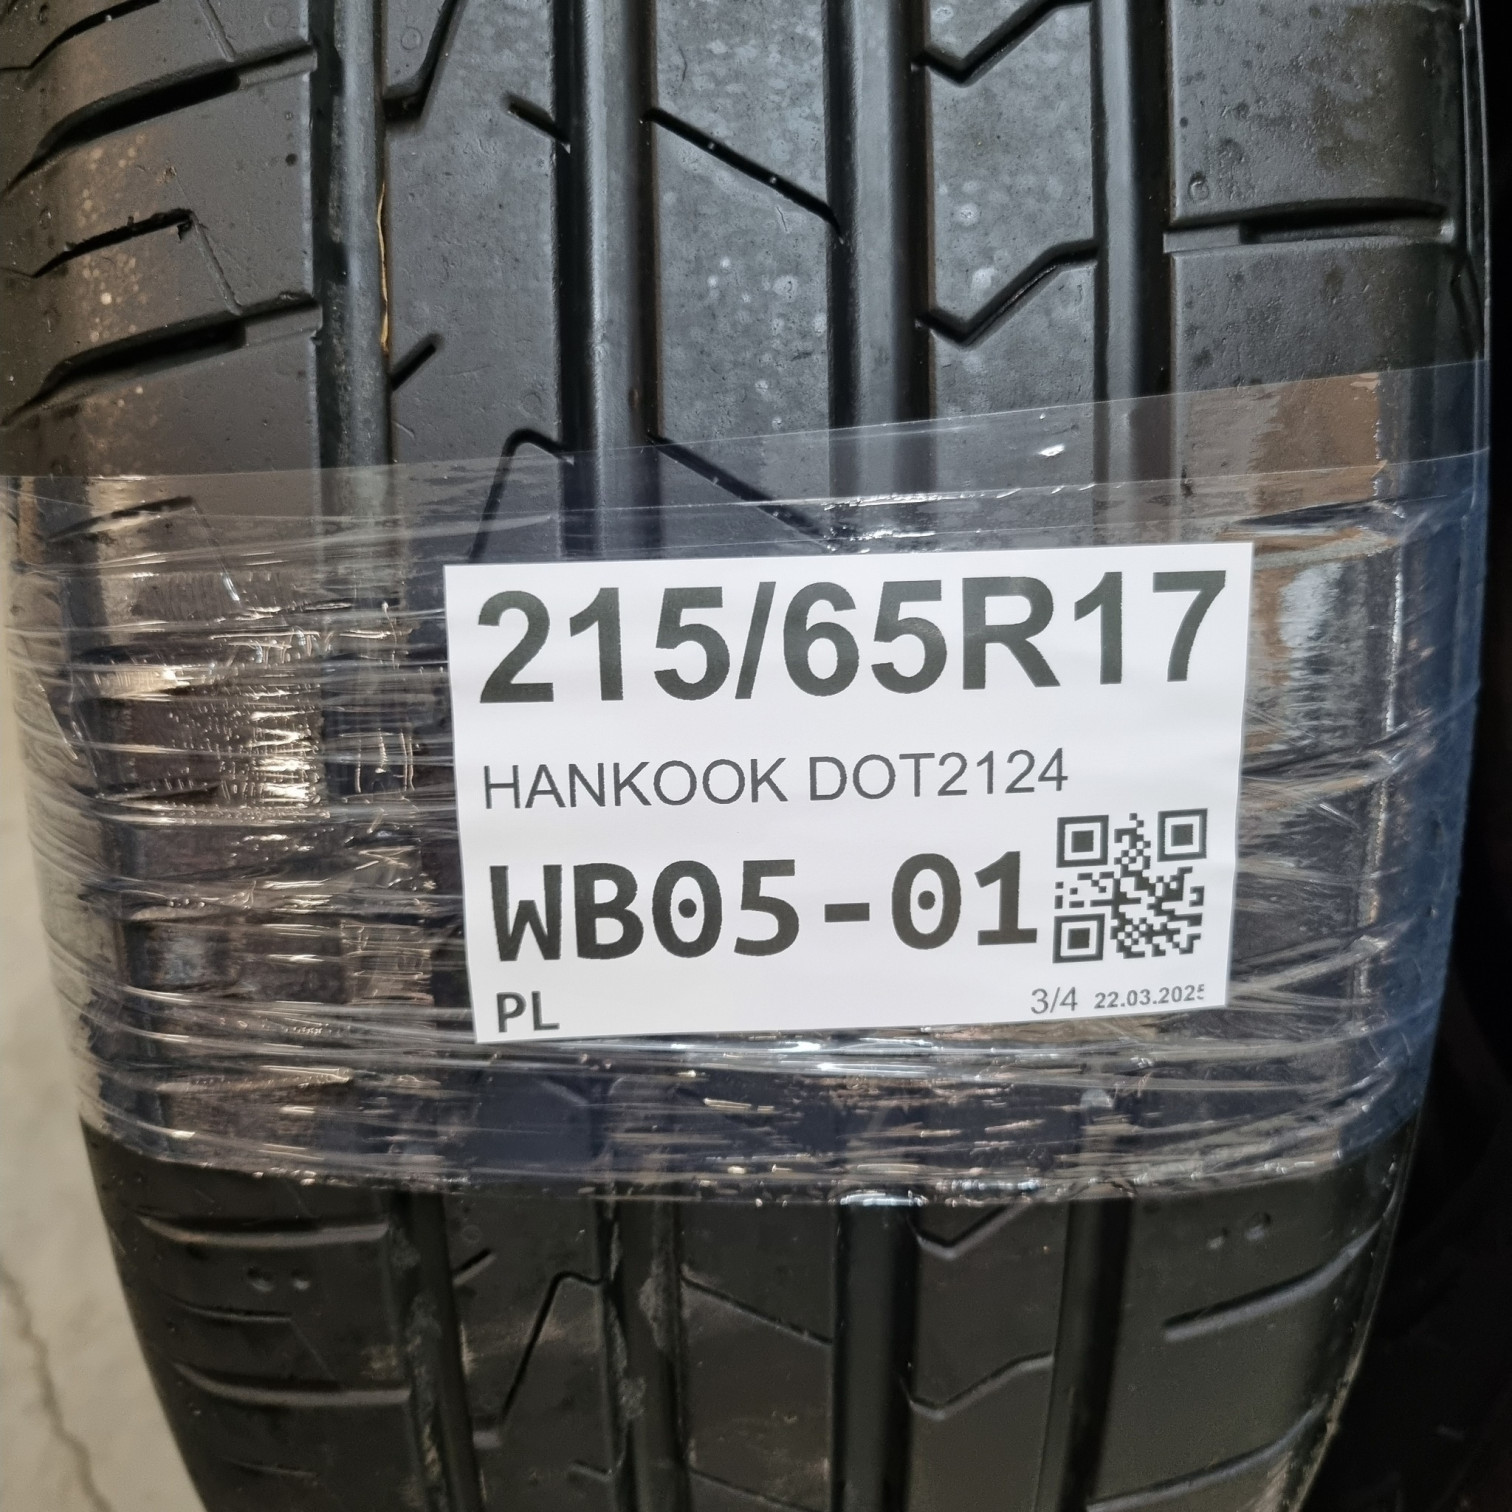 215/65R17
HANKOOK DOT2124
WB05-01
PL 3/4 22.03.2025